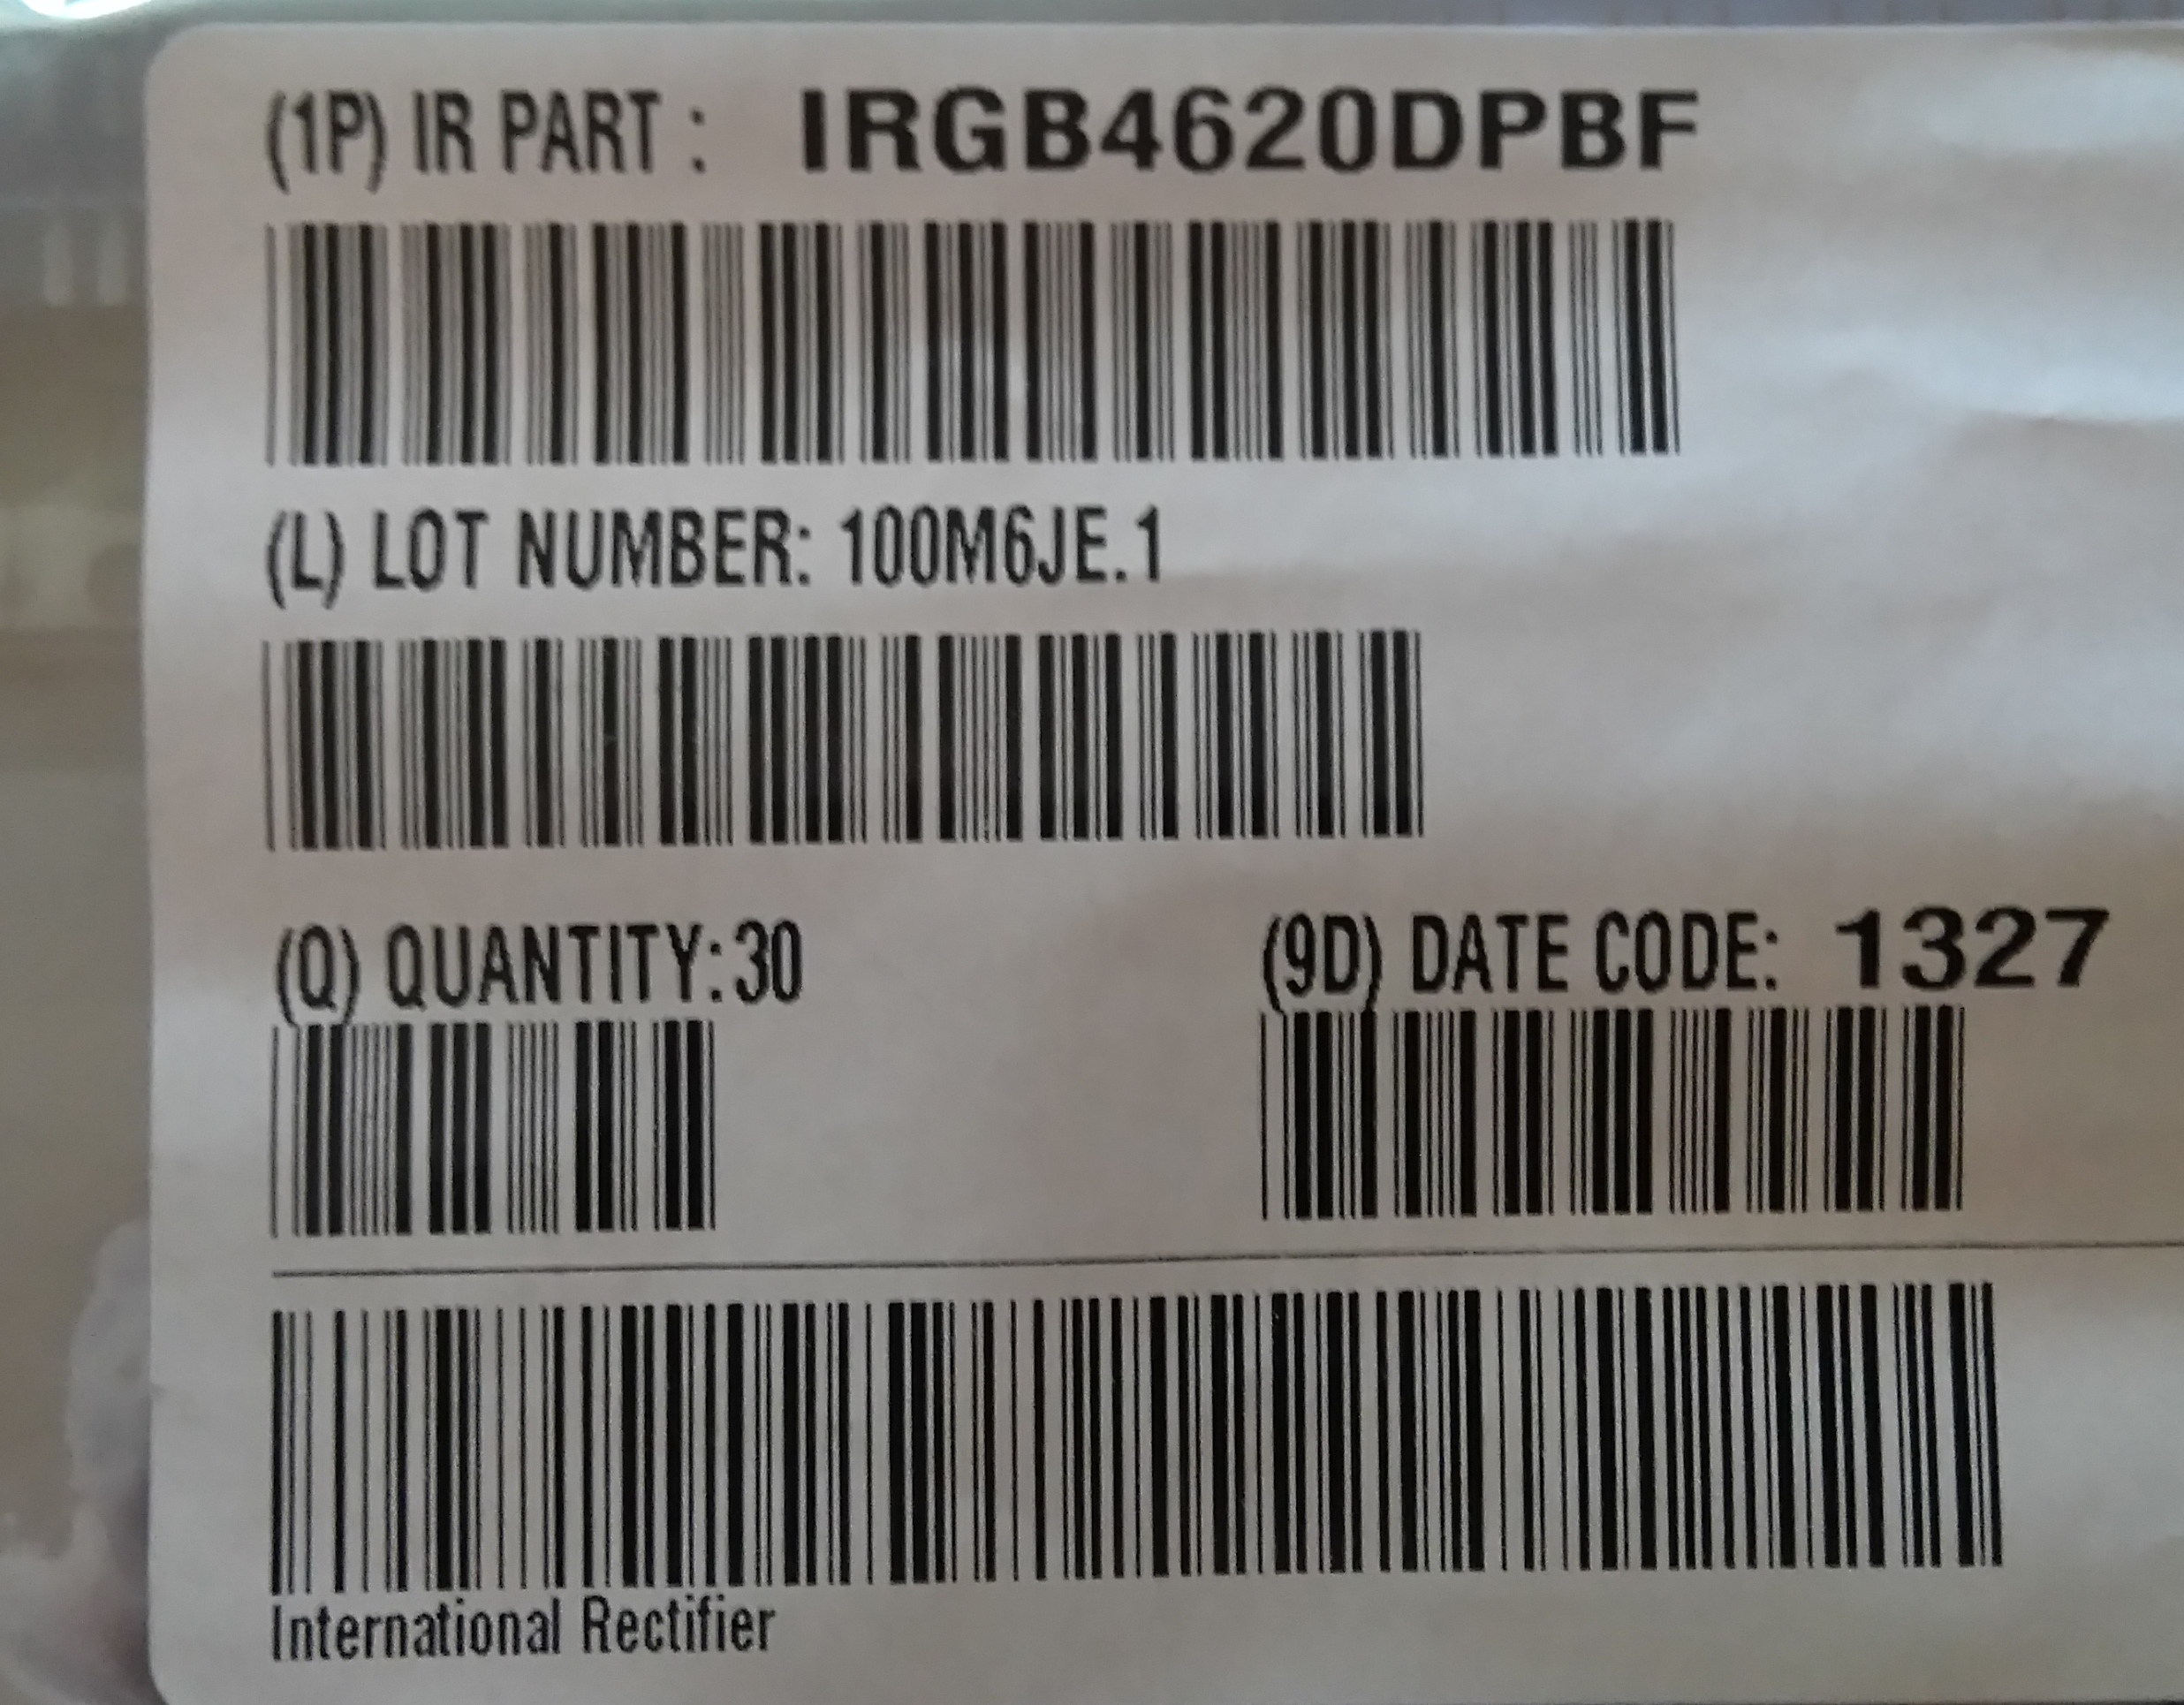 (1P) IR PART : IRGB4620DPBF
(L) LOT NUMBER: 100M6JE.1
(Q) QUANTITY:30 (9D) DATE CODE: 1327
International Rectifier